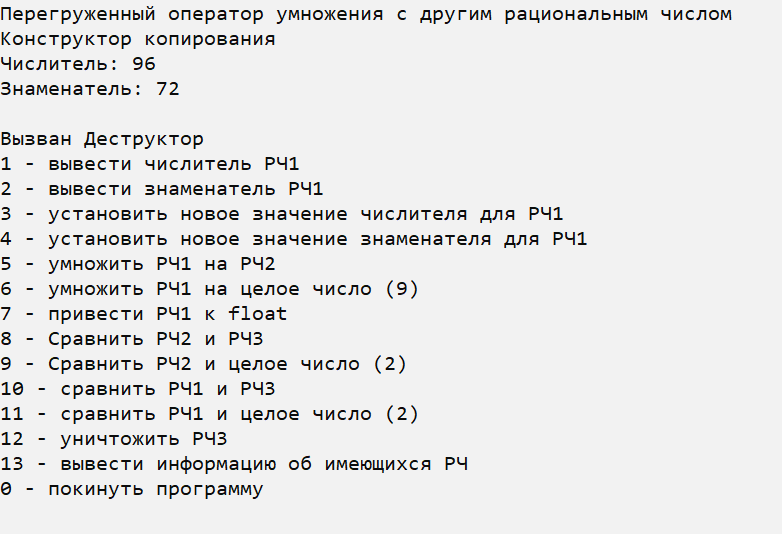 Перегруженный оператор умножения с другим рациональным числом
Конструктор копирования
Числитель: 96
Знаменатель: 72
Вызван Деструктор
1 - вывести числитель РЧ1
2 - вывести знаменатель РЧ1
3 - установить новое значение числителя для РЧ1
4 - установить новое значение знаменателя для РЧ1
5 - умножить РЧ1 на РЧ2
6 - умножить РЧ1 на целое число (9)
7 - привести РЧ1 к float
8 - Сравнить РЧ2 и РЧ3
9 - Сравнить РЧ2 и целое число (2)
10 - сравнить РЧ1 и РЧ3
11 - сравнить РЧ1 и целое число (2)
12 - уничтожить РЧ3
13 - вывести информацию об имеющихся РЧ
0 - покинуть программу